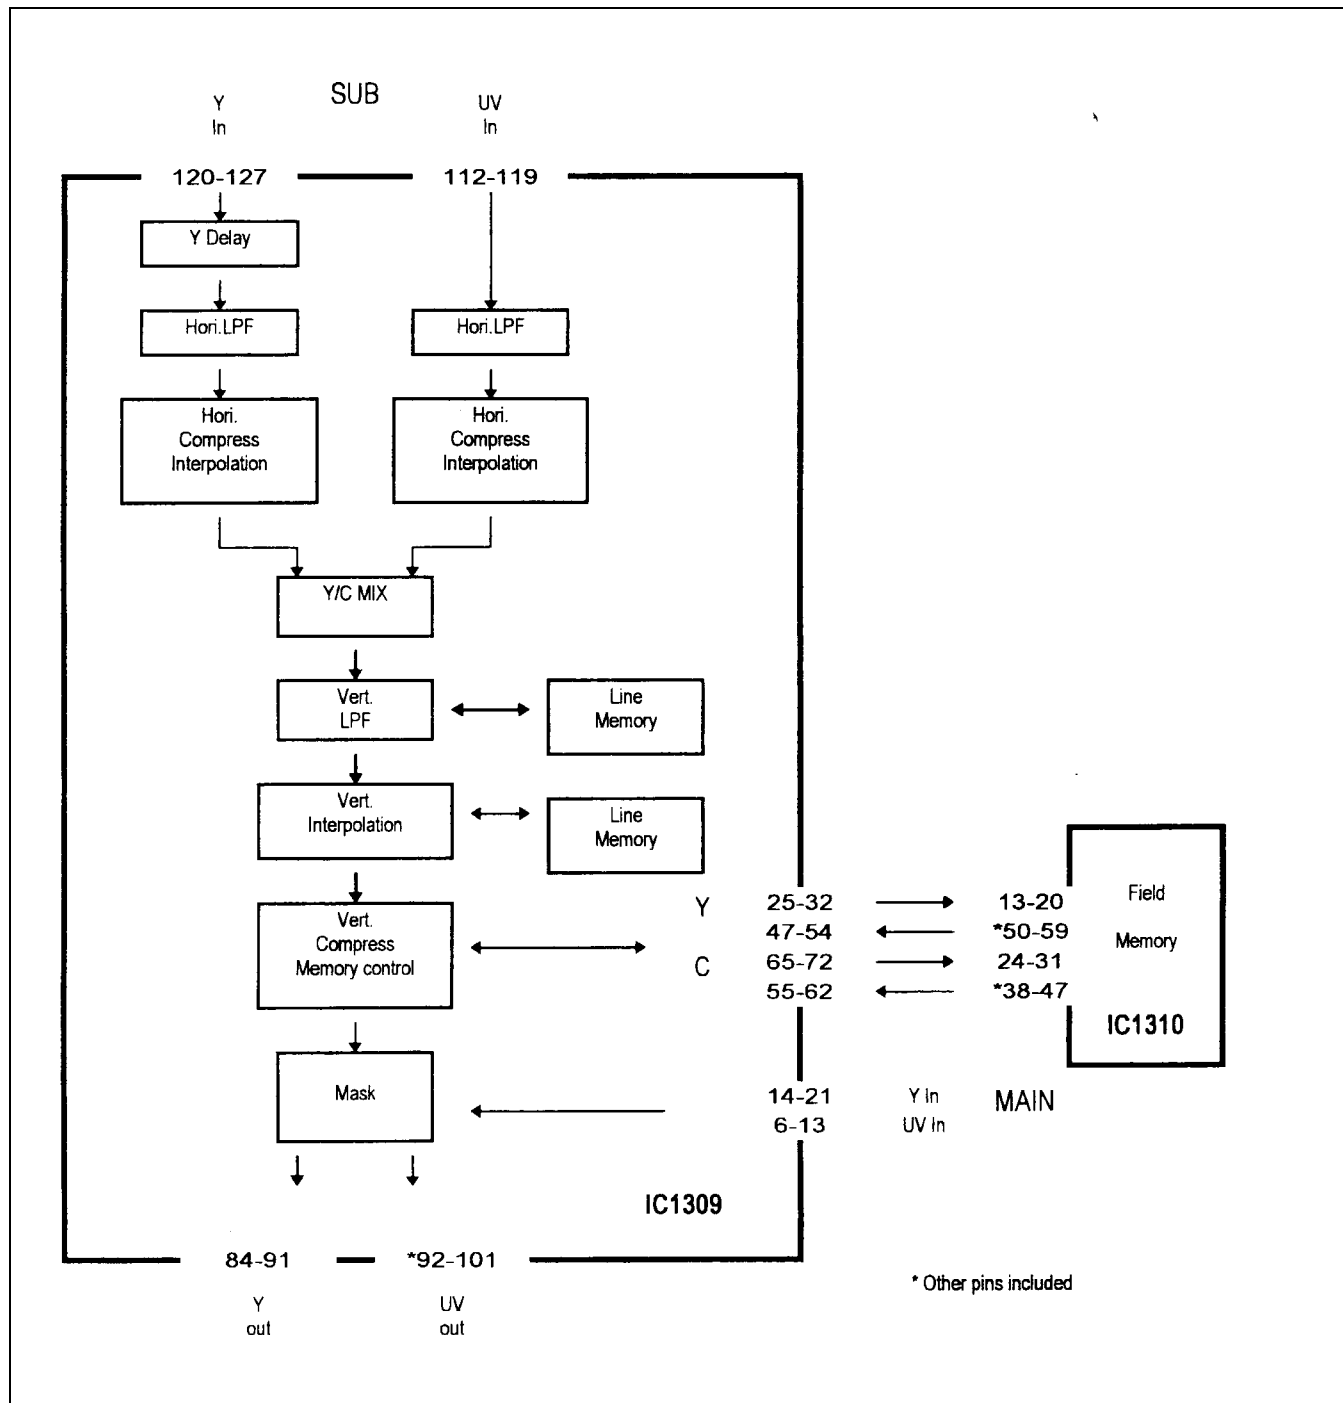 SUB
Y
In
UV
In
120-127
112-119
Y Delay
Hori.LPF
Hori.LPF
Hori.
Compress
Interpolation
Hori.
Compress
Interpolation
Y/C MIX
Vert.
LPF
Line
Memory
Vert.
Interpolation
Line
Memory
Vert.
Compress
Memory control
Y
C
25-32
47-54
65-72
55-62
13-20
*50-59
24-31
*38-47
Field
Memory
IC1310
Mask
14-21
6-13
Y In
UV In
MAIN
IC1309
84-91
*92-101
Y
out
UV
out
* Other pins included